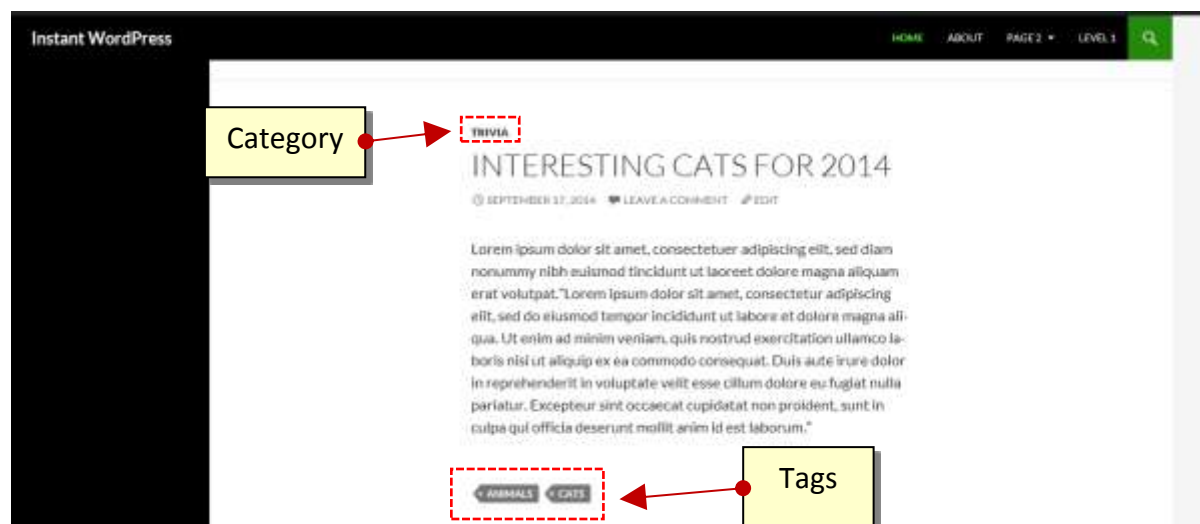 Instant WordPress
HOME ABOUT PAGE 2 LEVEL 1
Category
TRIVIA
INTERESTING CATS FOR 2014
SEPTEMBER 17, 2014 LEAVE A COMMENT EDIT
Lorem ipsum dolor sit amet, consectetuer adipiscing elit, sed diam
nonummy nibh euismod tincidunt ut laoreet dolore magna aliquam
erat volutpat."Lorem ipsum dolor sit amet, consectetur adipiscing
elit, sed do eiusmod tempor incididunt ut labore et dolore magna ali-
qua. Ut enim ad minim veniam, quis nostrud exercitation ullamco la-
boris nisi ut aliquip ex ea commodo consequat. Duis aute irure dolor
in reprehenderit in voluptate velit esse cillum dolore eu fugiat nulla
pariatur. Excepteur sint occaecat cupidatat non proident, sunt in
culpa qui officia deserunt mollit anim id est laborum."
Tags
ANIMALS CATS